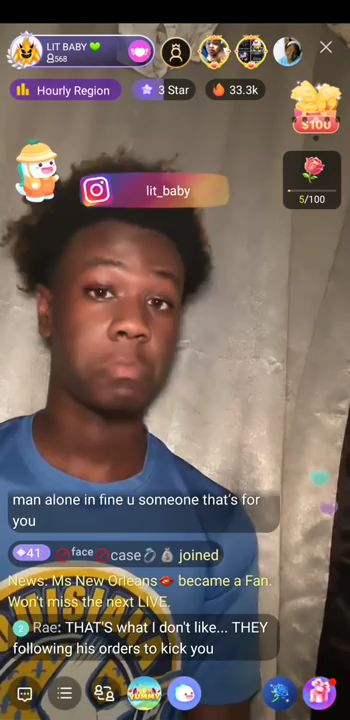 LIT BABY 💚
568
Hourly Region
3 Star
33.3k
$100
lit_baby
5/100
man alone in fine u someone that's for
you
41 🚫face🚫case💍💰 joined
News: Ms New Orleans💋 became a Fan.
Won't miss the next LIVE.
2 Rae: THAT'S what I don't like... THEY
following his orders to kick you
YUMMY